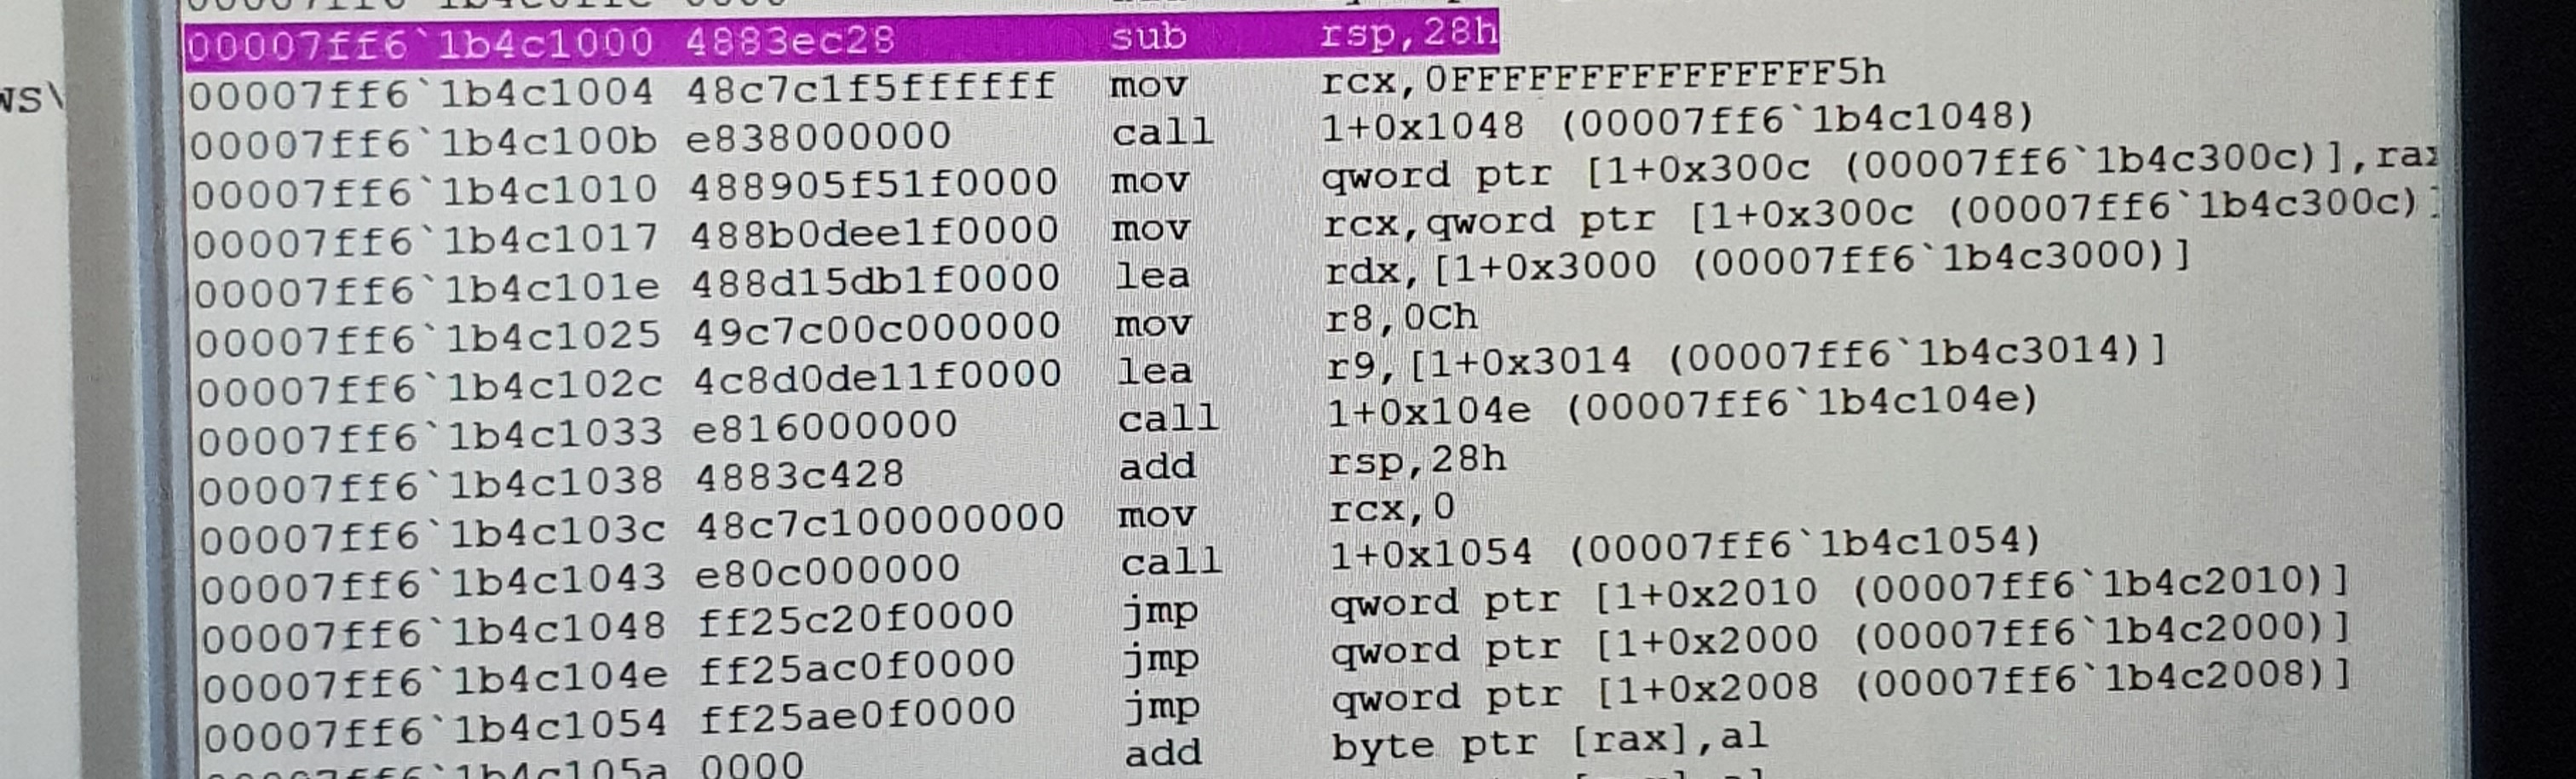 00007ff6`1b4c1000 4883ec28 sub rsp,28h
WS\
00007ff6`1b4c1004 48c7c1f5ffffff mov rcx,0FFFFFFFFFFFFFFF5h
00007ff6`1b4c100b e838000000 call 1+0x1048 (00007ff6`1b4c1048)
00007ff6`1b4c1010 488905f51f0000 mov qword ptr [1+0x300c (00007ff6`1b4c300c)],rax
00007ff6`1b4c1017 488b0dee1f0000 mov rcx,qword ptr [1+0x300c (00007ff6`1b4c300c)]
00007ff6`1b4c101e 488d15db1f0000 lea rdx,[1+0x3000 (00007ff6`1b4c3000)]
00007ff6`1b4c1025 49c7c00c000000 mov r8,0Ch
00007ff6`1b4c102c 4c8d0de11f0000 lea r9,[1+0x3014 (00007ff6`1b4c3014)]
00007ff6`1b4c1033 e816000000 call 1+0x104e (00007ff6`1b4c104e)
00007ff6`1b4c1038 4883c428 add rsp,28h
00007ff6`1b4c103c 48c7c100000000 mov rcx,0
00007ff6`1b4c1043 e80c000000 call 1+0x1054 (00007ff6`1b4c1054)
00007ff6`1b4c1048 ff25c20f0000 jmp qword ptr [1+0x2010 (00007ff6`1b4c2010)]
00007ff6`1b4c104e ff25ac0f0000 jmp qword ptr [1+0x2000 (00007ff6`1b4c2000)]
00007ff6`1b4c1054 ff25ae0f0000 jmp qword ptr [1+0x2008 (00007ff6`1b4c2008)]
00007ff6`1b4c105a 0000 add byte ptr [rax],al